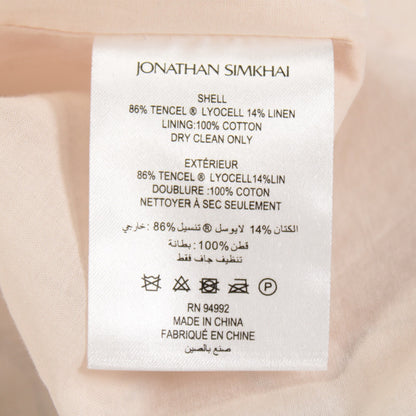 JONATHAN SIMKHAI
SHELL
86% TENCEL ® LYOCELL 14% LINEN
LINING:100% COTTON
DRY CLEAN ONLY
EXTÉRIEUR
86% TENCEL ® LYOCELL14%LIN
DOUBLURE :100% COTON
NETTOYER À SEC SEULEMENT
الكتان 14% لايوسل ® تنسيل 86% : خارجي
قطن 100% : بطانة
تنظيف جاف فقط
P
RN 94992
MADE IN CHINA
FABRIQUÉ EN CHINE
صنع بالصين